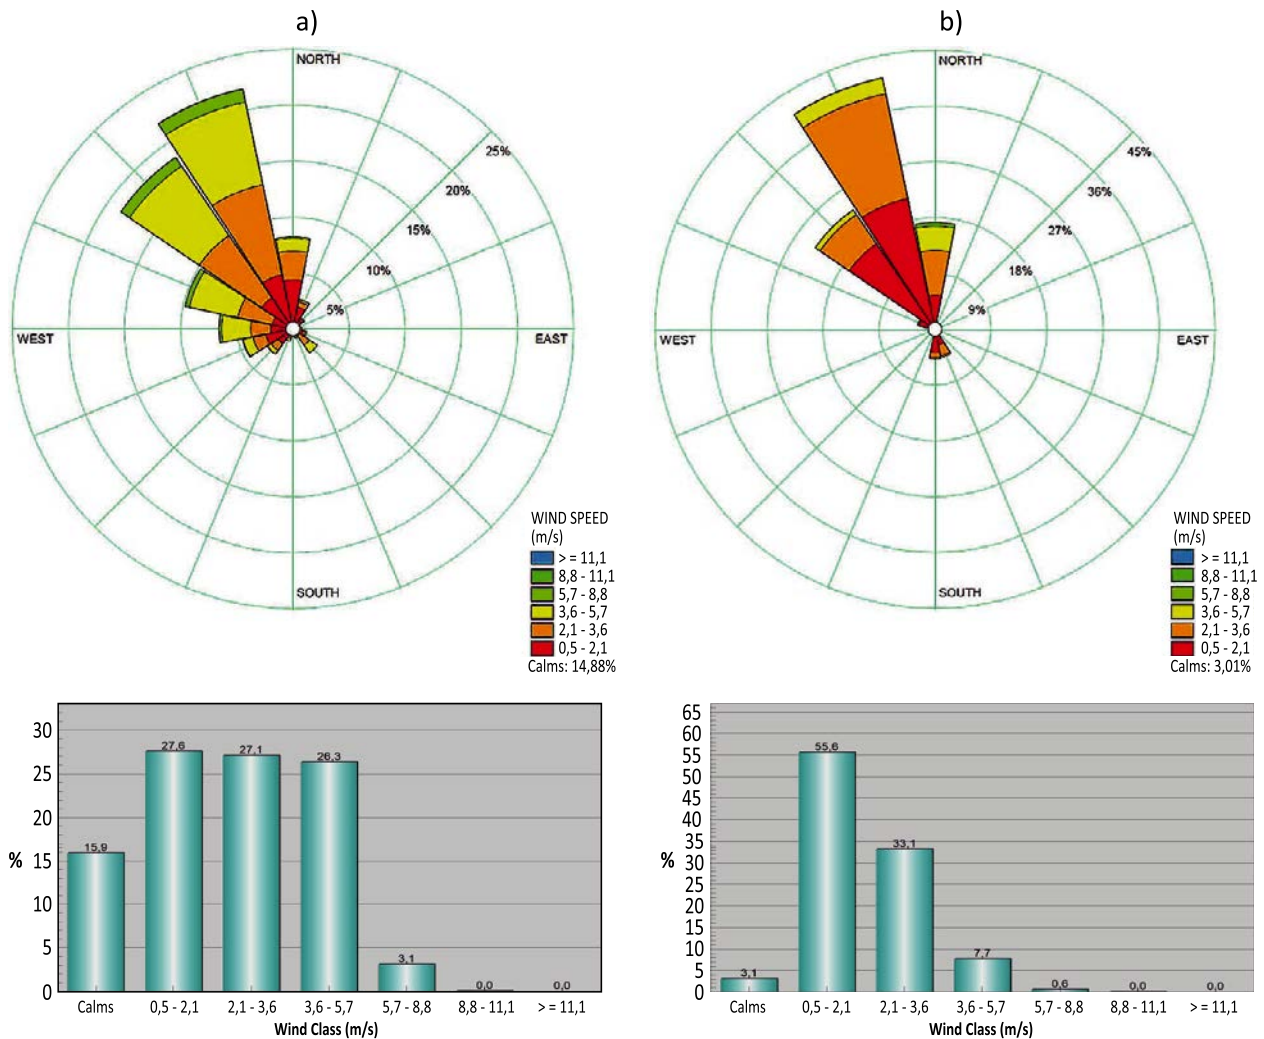 a)
NORTH
25%
20%
15%
10%
5%
WEST
EAST
SOUTH
WIND SPEED
(m/s)
> = 11,1
8,8 - 11,1
5,7 - 8,8
3,6 - 5,7
2,1 - 3,6
0,5 - 2,1
Calms: 14,88%
b)
NORTH
45%
36%
27%
18%
9%
WEST
EAST
SOUTH
WIND SPEED
(m/s)
> = 11,1
8,8 - 11,1
5,7 - 8,8
3,6 - 5,7
2,1 - 3,6
0,5 - 2,1
Calms: 3,01%
30
25
20
15
10
5
0
%
15,9
27,6
27,1
26,3
3,1
0,0
0,0
Calms
0,5 - 2,1
2,1 - 3,6
3,6 - 5,7
5,7 - 8,8
8,8 - 11,1
> = 11,1
Wind Class (m/s)
65
60
55
50
45
40
35
30
25
20
15
10
5
0
%
3,1
55,6
33,1
7,7
0,6
0,0
0,0
Calms
0,5 - 2,1
2,1 - 3,6
3,6 - 5,7
5,7 - 8,8
8,8 - 11,1
> = 11,1
Wind Class (m/s)